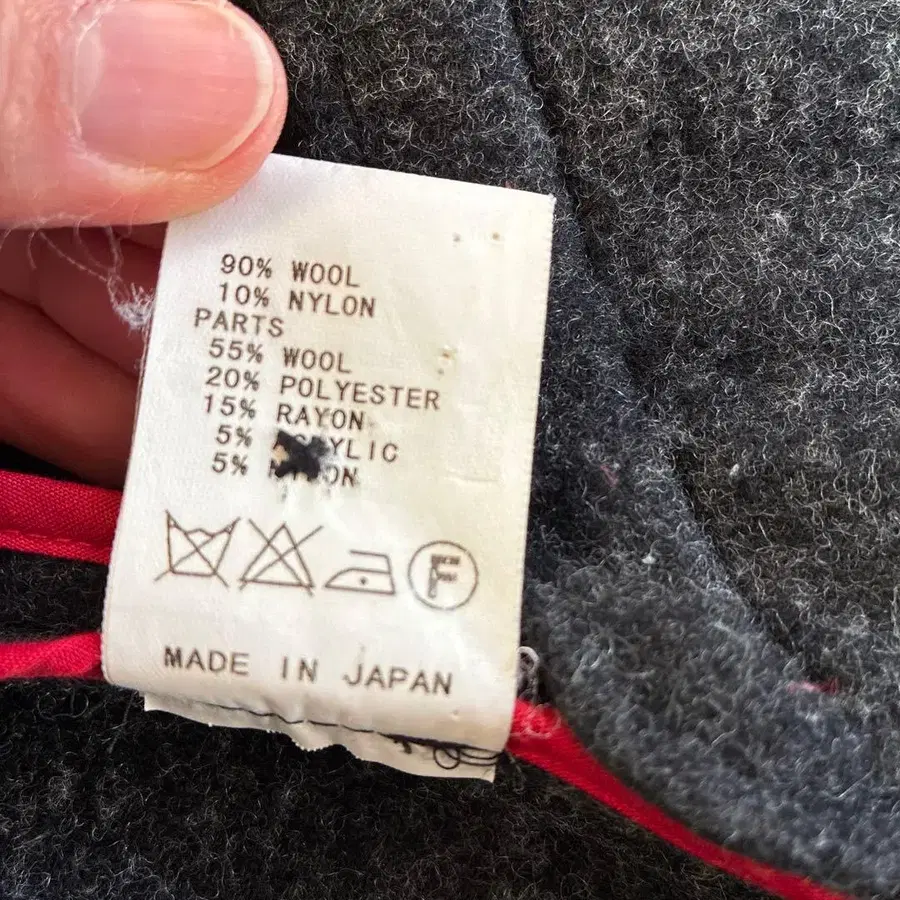 90% WOOL
10% NYLON
PARTS
55% WOOL
20% POLYESTER
15% RAYON
5%
5%
F
MADE IN JAPAN